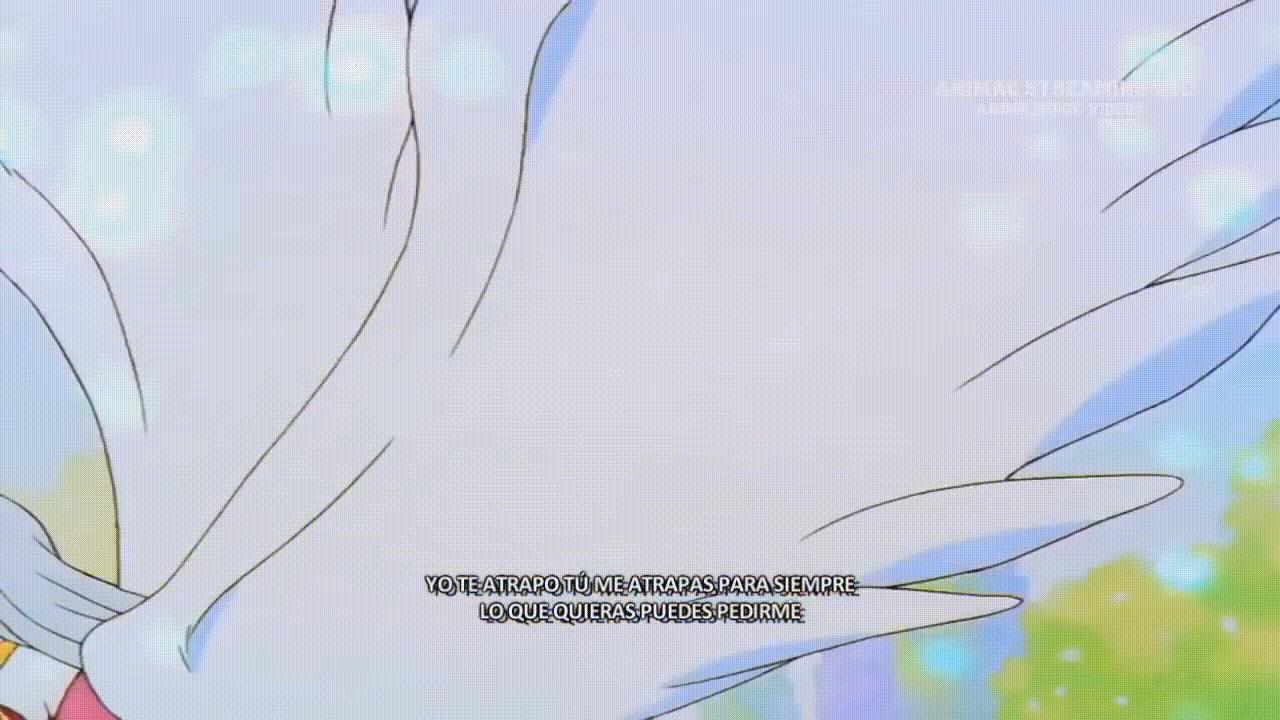 YO TE ATRAPO TÚ ME ATRAPAS PARA SIEMPRE
LO QUE QUIERAS PUEDES PEDIRME